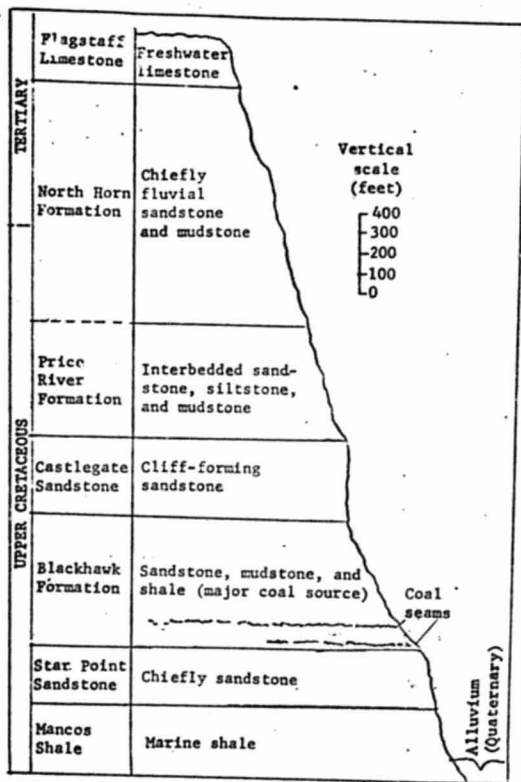 TERTIARY
UPPER CRETACEOUS
Flagstaff
Limestone
Freshwater
limestone
North Horn
Formation
Chiefly
fluvial
sandstone
and mudstone
Vertical
scale
(feet)
400
300
200
100
0
Price
River
Formation
Interbedded sand-
stone, siltstone,
and mudstone
Castlegate
Sandstone
Cliff-forming
sandstone
Blackhawk
Formation
Sandstone, mudstone, and
shale (major coal source)
Coal
seams
Star Point
Sandstone
Chiefly sandstone
Mancos
Shale
Marine shale
Alluvium
(Quaternary)